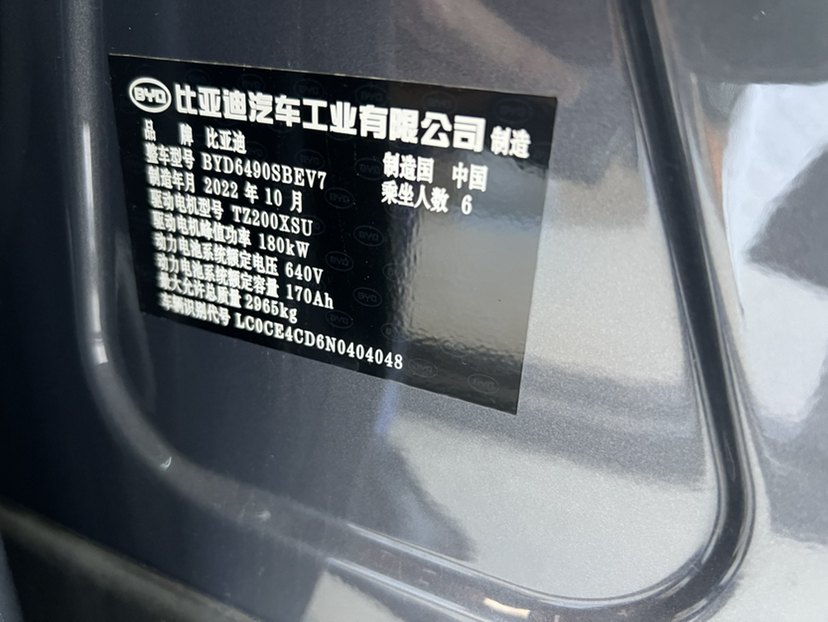 BYD 比亚迪汽车工业有限公司 制造
品 牌 比亚迪 制造国 中国
整车型号 BYD6490SBEV7 乘坐人数 6
制造年月 2022 年 10 月
驱动电机型号 TZ200XSU
驱动电机峰值功率 180kW
动力电池系统额定电压 640V
动力电池系统额定容量 170Ah
最大允许总质量 2965kg
车辆识别代号 LC0CE4CD6N0404048